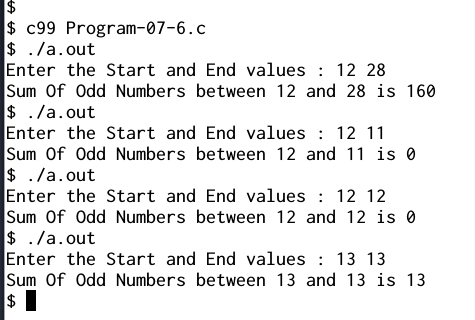 $
$ c99 Program-07-6.c
$ ./a.out
Enter the Start and End values : 12 28
Sum Of Odd Numbers between 12 and 28 is 160
$ ./a.out
Enter the Start and End values : 12 11
Sum Of Odd Numbers between 12 and 11 is 0
$ ./a.out
Enter the Start and End values : 12 12
Sum Of Odd Numbers between 12 and 12 is 0
$ ./a.out
Enter the Start and End values : 13 13
Sum Of Odd Numbers between 13 and 13 is 13
$